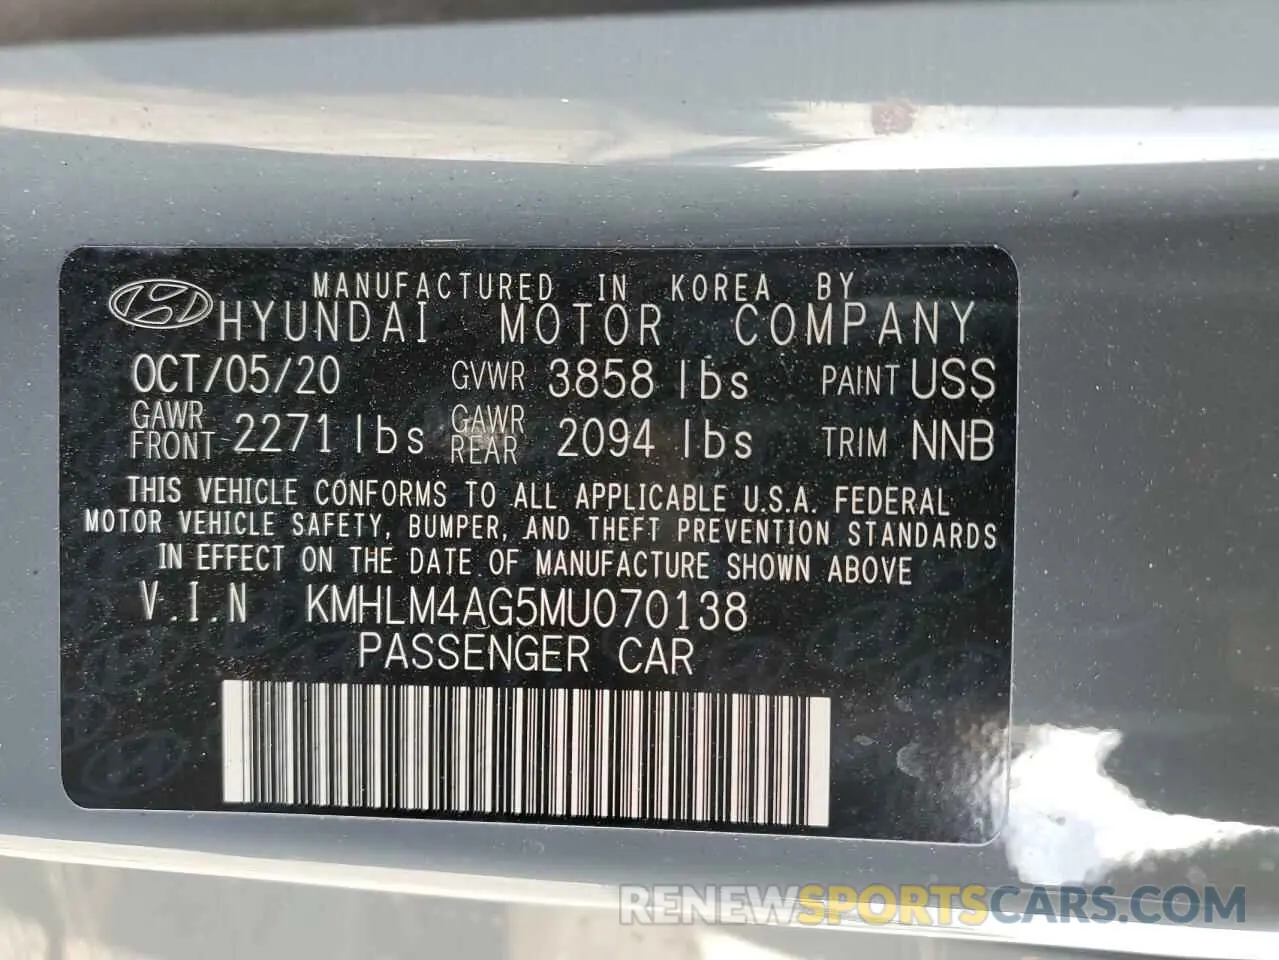 MANUFACTURED IN KOREA BY
HYUNDAI MOTOR COMPANY
OCT/05/20 GVWR 3858 lbs PAINT USS
GAWR FRONT 2271 lbs GAWR REAR 2094 lbs TRIM NNB
THIS VEHICLE CONFORMS TO ALL APPLICABLE U.S.A. FEDERAL
MOTOR VEHICLE SAFETY, BUMPER, AND THEFT PREVENTION STANDARDS
IN EFFECT ON THE DATE OF MANUFACTURE SHOWN ABOVE
V.I.N KMHLM4AG5MU070138
PASSENGER CAR
RENEWSPORTSCARS.COM